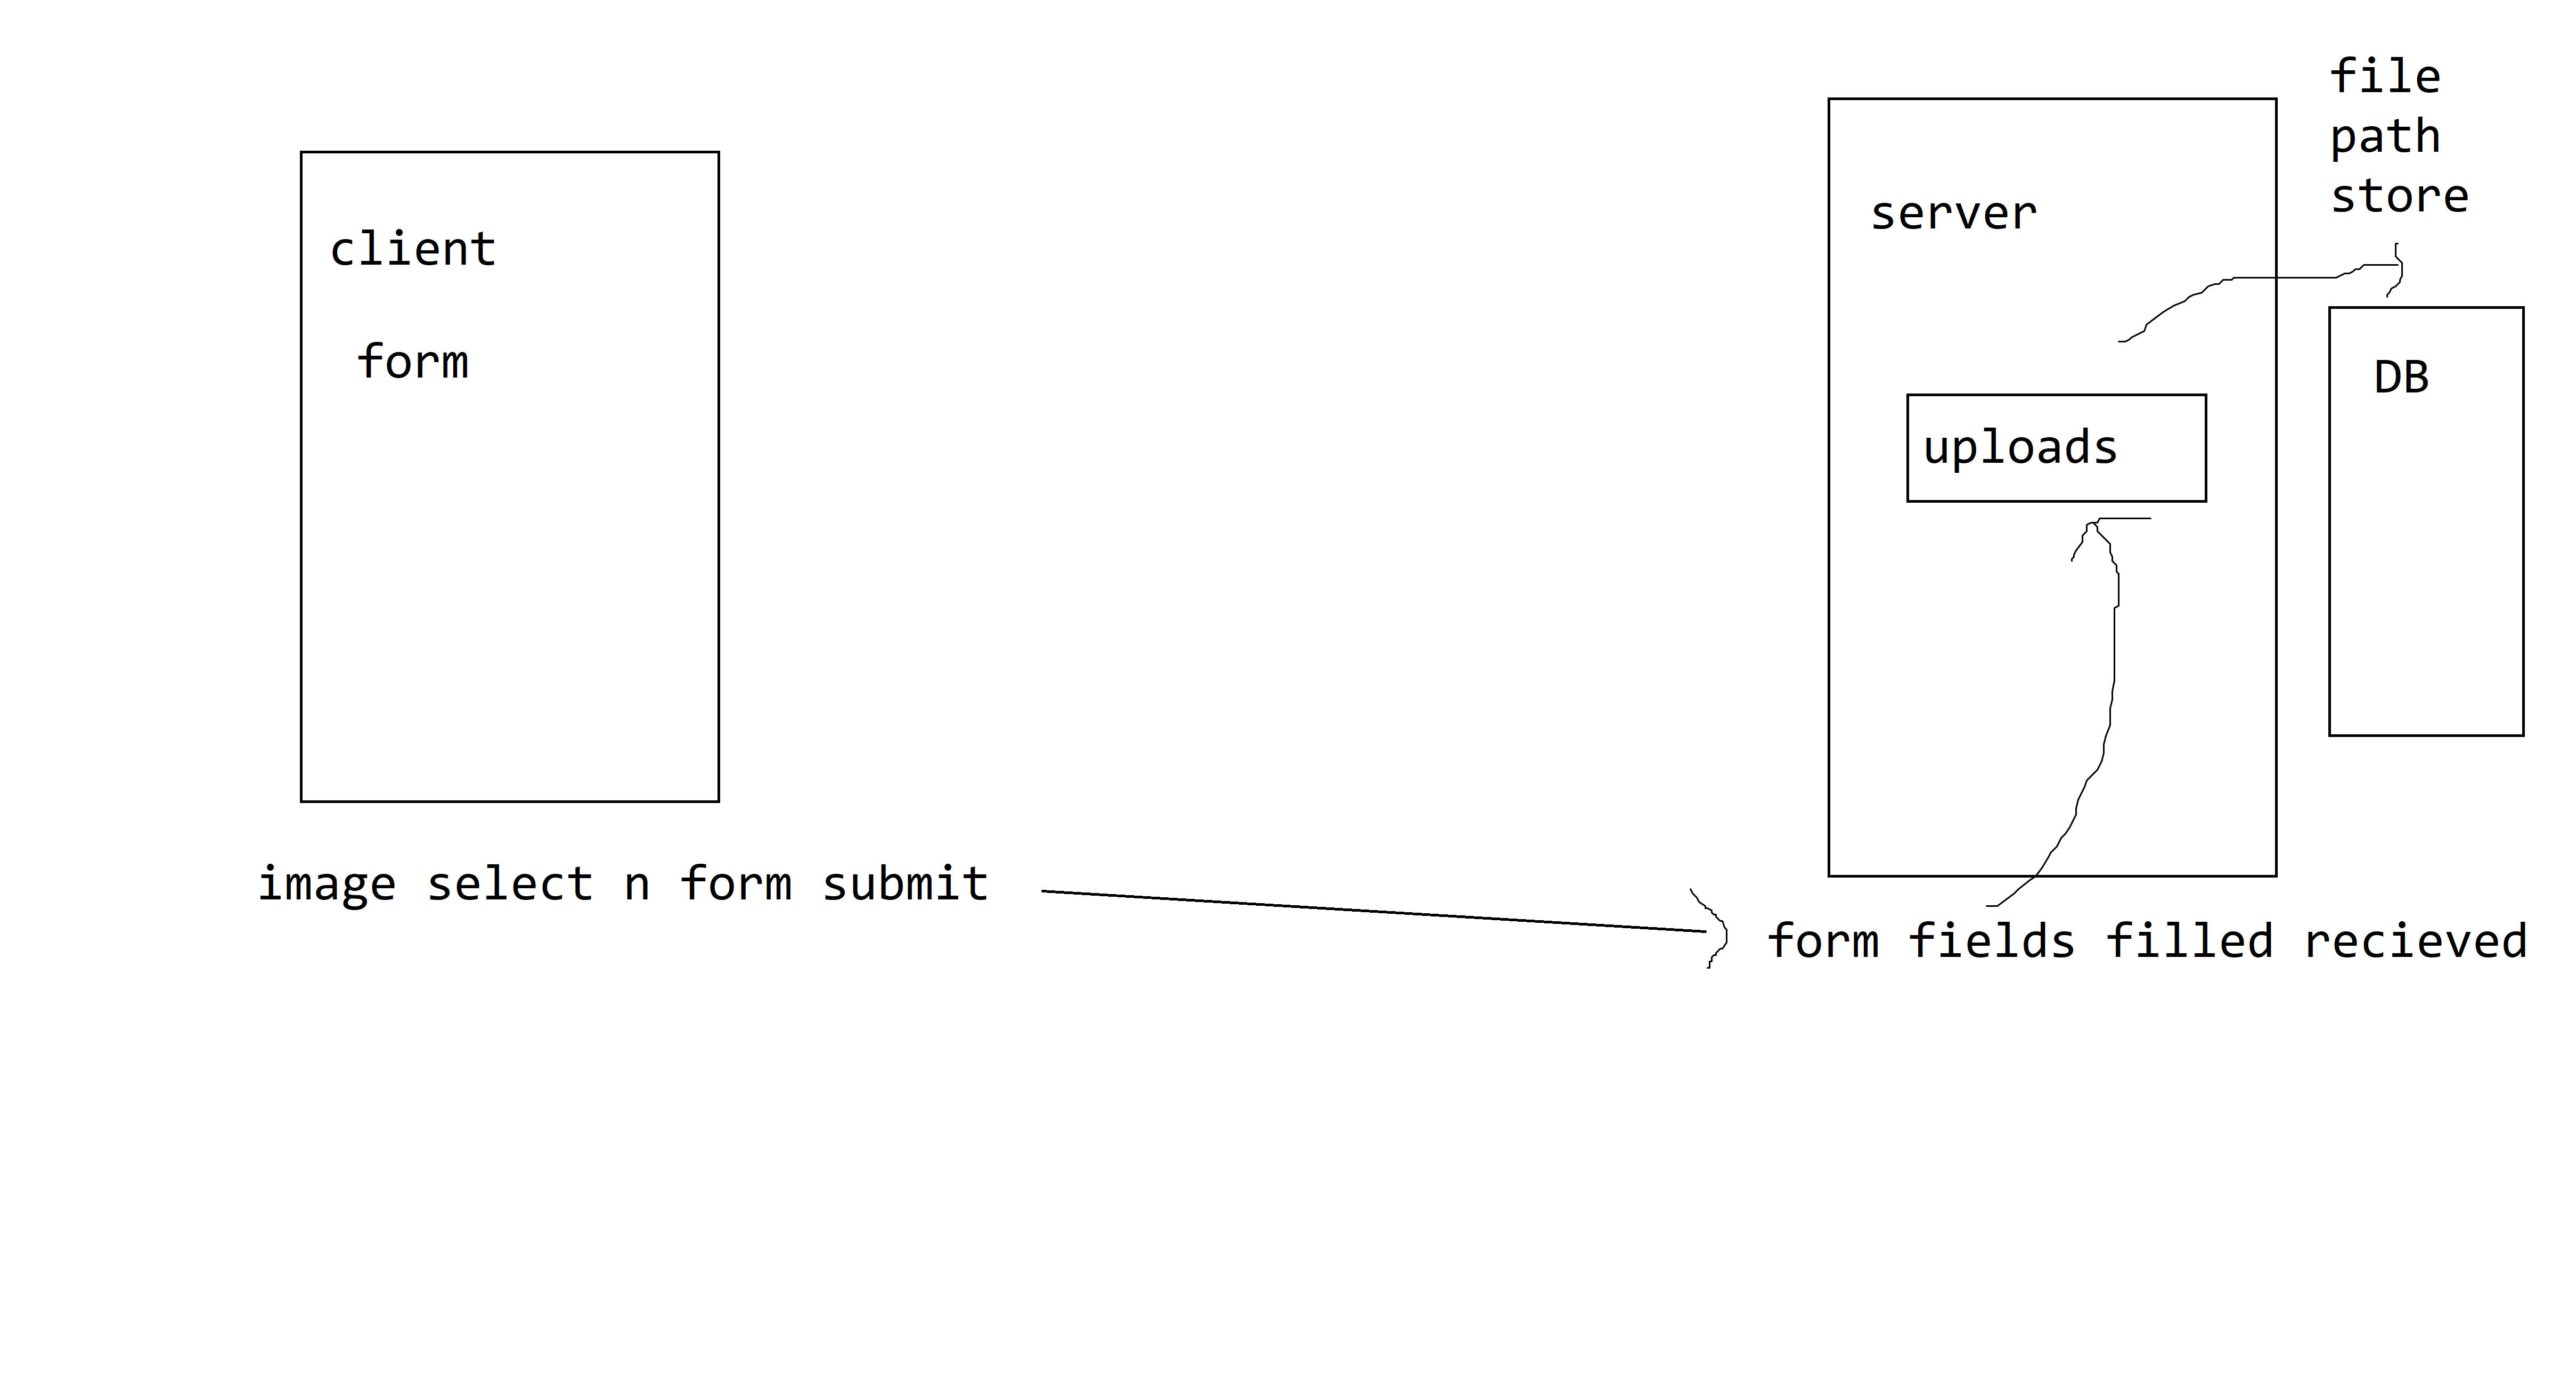 client
form
image select n form submit
server
uploads
file
path
store
DB
form fields filled recieved